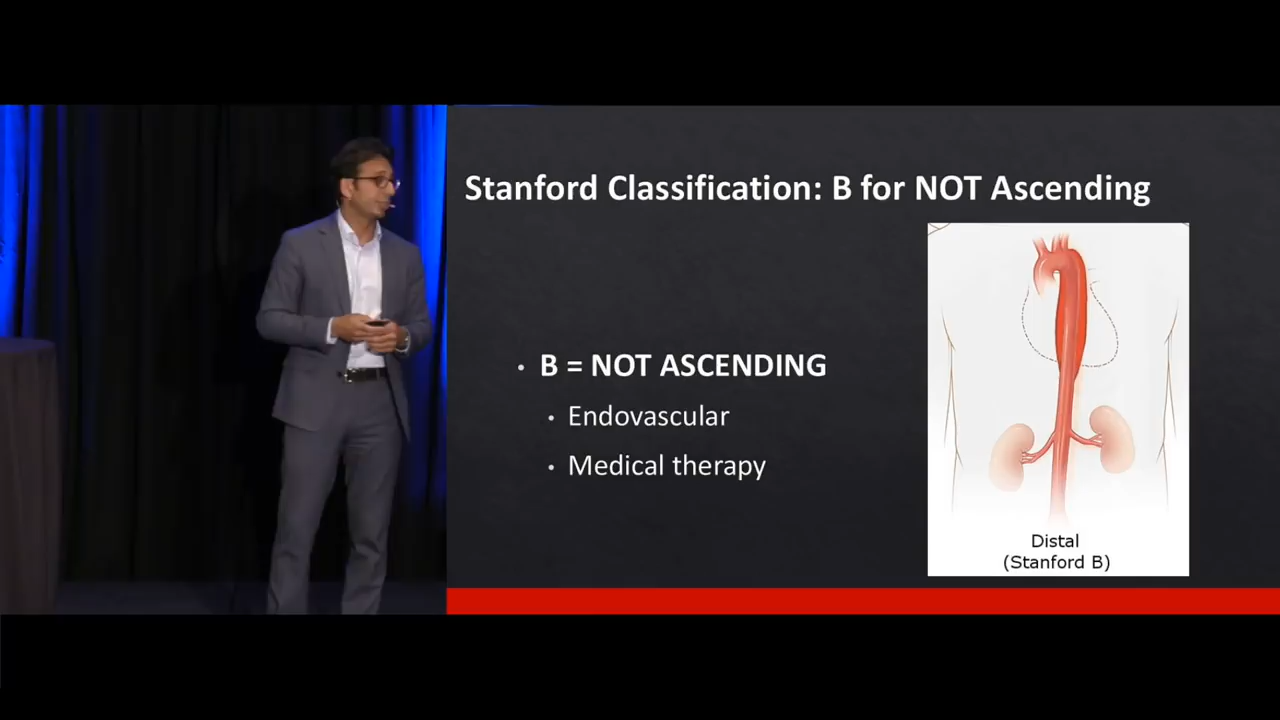 Stanford Classification: B for NOT Ascending
• B = NOT ASCENDING
• Endovascular
• Medical therapy
Distal
(Stanford B)